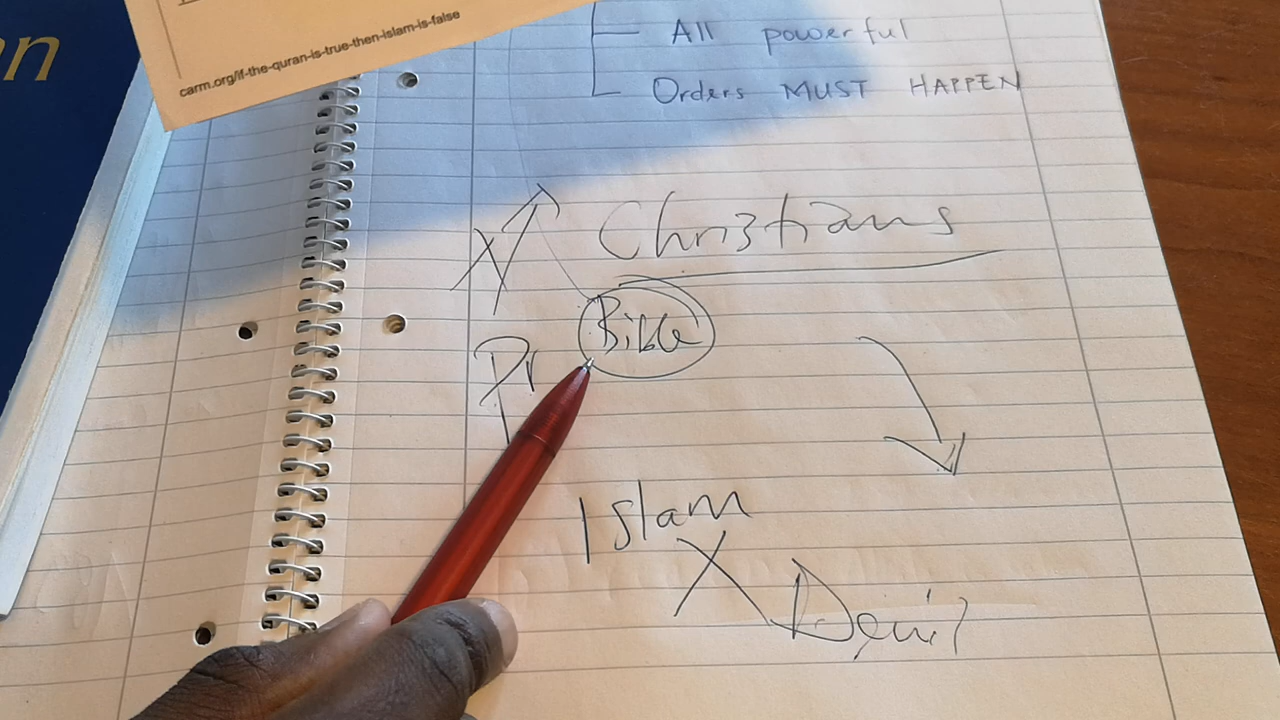 n
carm.org/if-the-quran-is-true-then-islam-is-false
All powerful
Orders MUST HAPPEN
Christians
Bible
Pr
Islam
X Devil